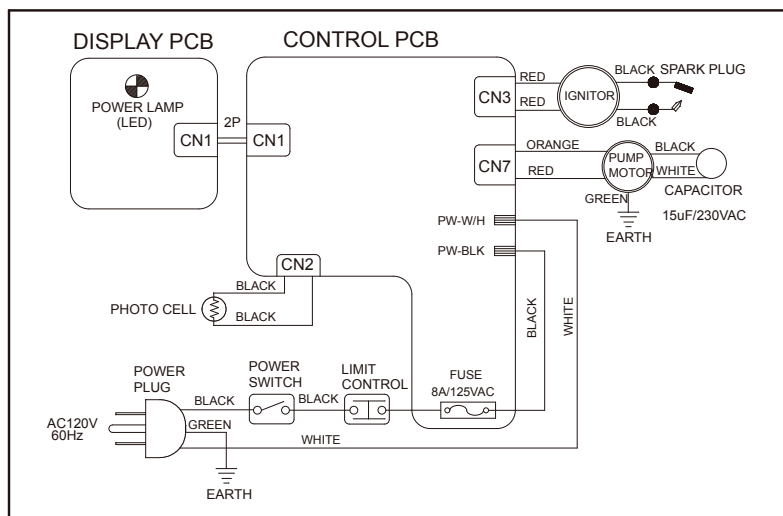 DISPLAY PCB
CONTROL PCB
POWER LAMP
(LED)
2P
CN1
CN1
CN3
RED
RED
IGNITOR
BLACK
SPARK PLUG
BLACK
CN7
ORANGE
RED
PUMP
MOTOR
BLACK
WHITE
CAPACITOR
15uF/230VAC
GREEN
EARTH
PW-W/H
PW-BLK
CN2
BLACK
PHOTO CELL
BLACK
BLACK
WHITE
POWER
PLUG
POWER
SWITCH
LIMIT
CONTROL
FUSE
8A/125VAC
BLACK
BLACK
AC120V
60Hz
GREEN
WHITE
EARTH